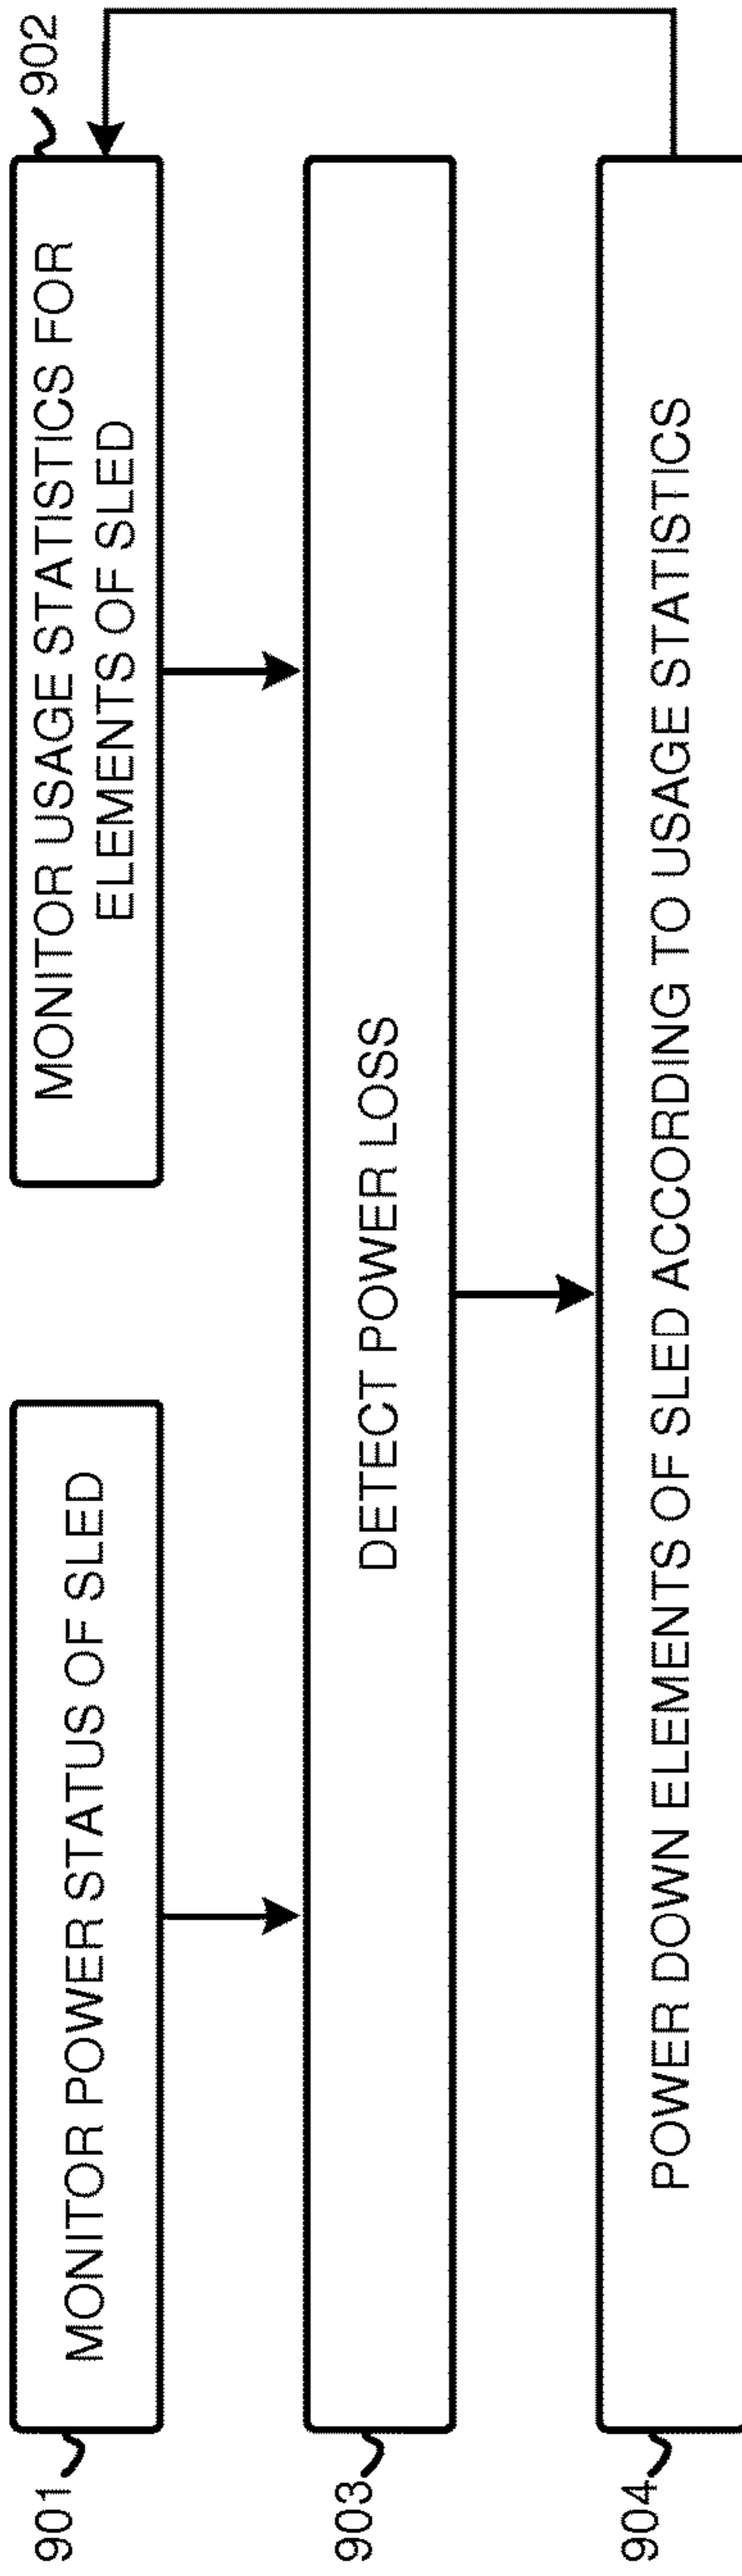 901
MONITOR POWER STATUS OF SLED
902
MONITOR USAGE STATISTICS FOR
ELEMENTS OF SLED
903
DETECT POWER LOSS
904
POWER DOWN ELEMENTS OF SLED ACCORDING TO USAGE STATISTICS